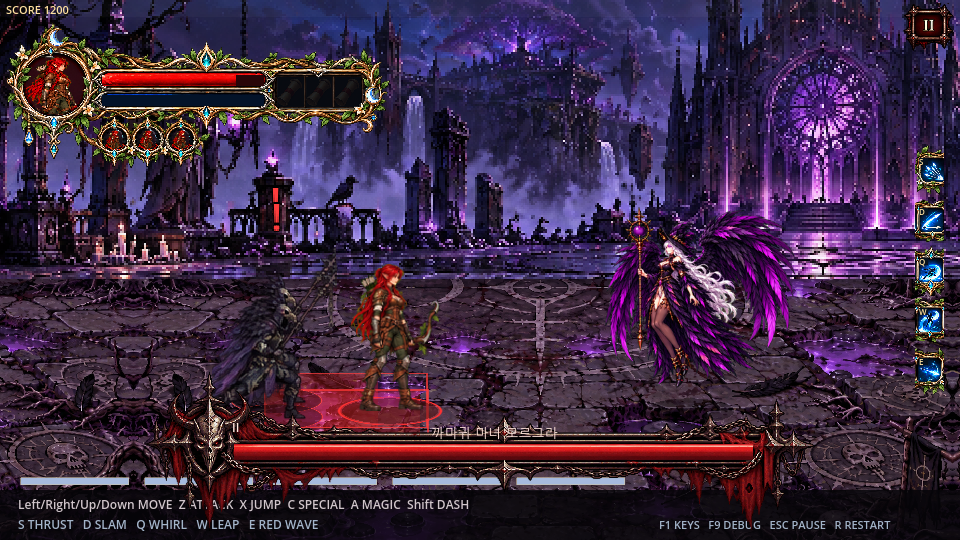 SCORE 1200
까마귀 마녀 모르그라
Left/Right/Up/Down MOVE Z ATTACK X JUMP C SPECIAL A MAGIC Shift DASH
S THRUST D SLAM Q WHIRL W LEAP E RED WAVE
F1 KEYS F9 DEBUG ESC PAUSE R RESTART